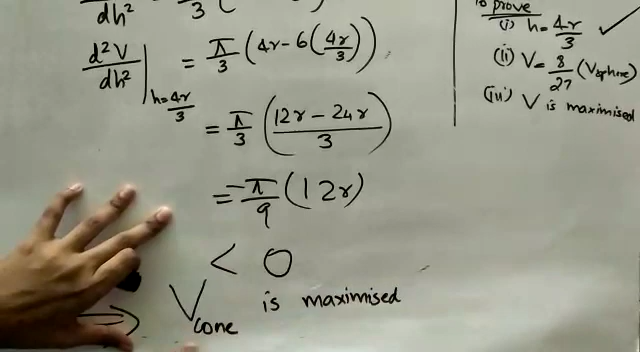 dh² 3 (
d²V/dh² |h=4r/3 = π/3 (4r - 6(4r/3))
= π/3 ((12r - 24r)/3)
= -π/9 (12r)
< 0
⇒ Vcone is maximised
to prove
(i) h = 4r/3 ✓
(ii) V = 8/27 (Vsphere)
(iii) V is maximised